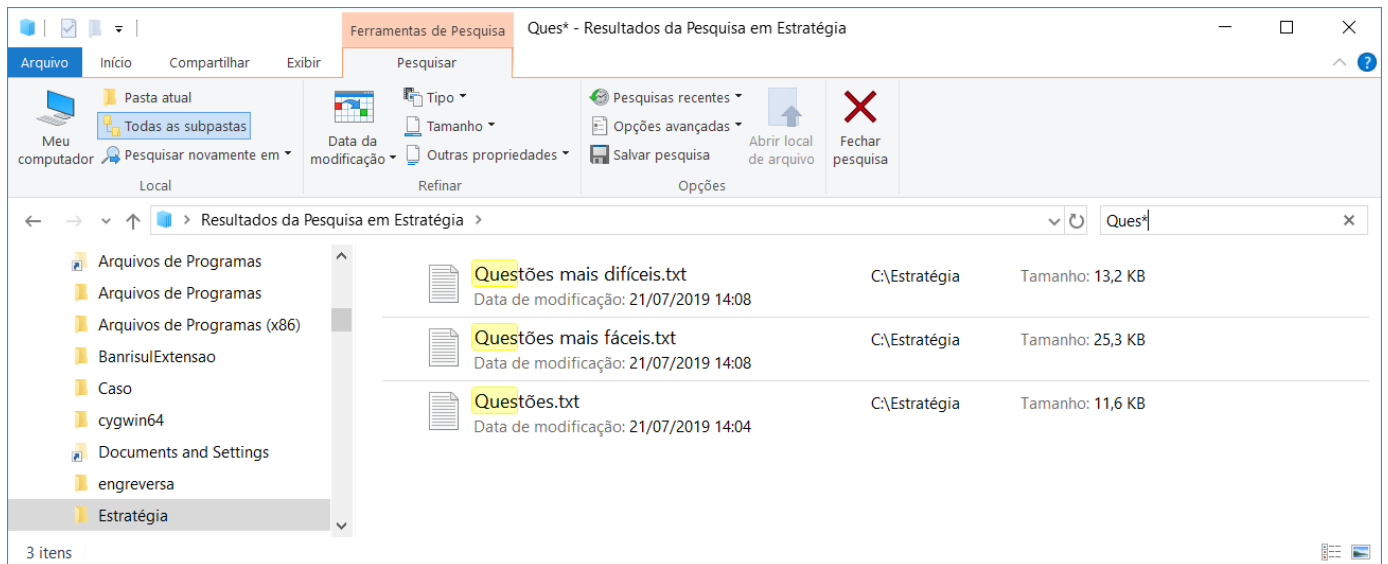 Ferramentas de Pesquisa Ques* - Resultados da Pesquisa em Estratégia
Arquivo Início Compartilhar Exibir Pesquisar
Meu computador
Pasta atual
Todas as subpastas
Pesquisar novamente em
Local
Data da modificação
Tipo
Tamanho
Outras propriedades
Refinar
Pesquisas recentes
Opções avançadas
Salvar pesquisa
Abrir local de arquivo
Opções
Fechar pesquisa
Resultados da Pesquisa em Estratégia
Ques*
Arquivos de Programas
Arquivos de Programas
Arquivos de Programas (x86)
BanrisulExtensao
Caso
cygwin64
Documents and Settings
engreversa
Estratégia
Questões mais difíceis.txt C:\Estratégia Tamanho: 13,2 KB
Data de modificação: 21/07/2019 14:08
Questões mais fáceis.txt C:\Estratégia Tamanho: 25,3 KB
Data de modificação: 21/07/2019 14:08
Questões.txt C:\Estratégia Tamanho: 11,6 KB
Data de modificação: 21/07/2019 14:04
3 itens